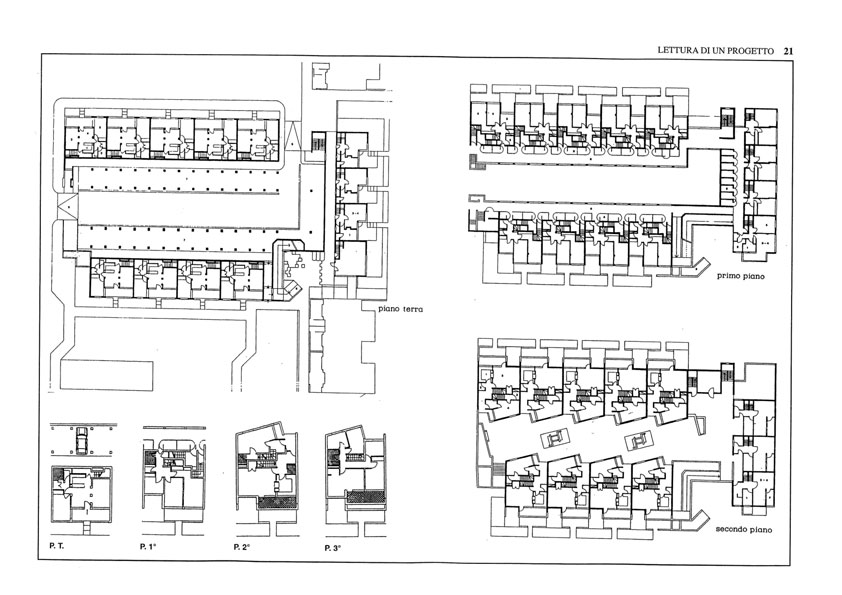 LETTURA DI UN PROGETTO 21
piano terra
primo piano
secondo piano
P. T.
P. 1°
P. 2°
P. 3°